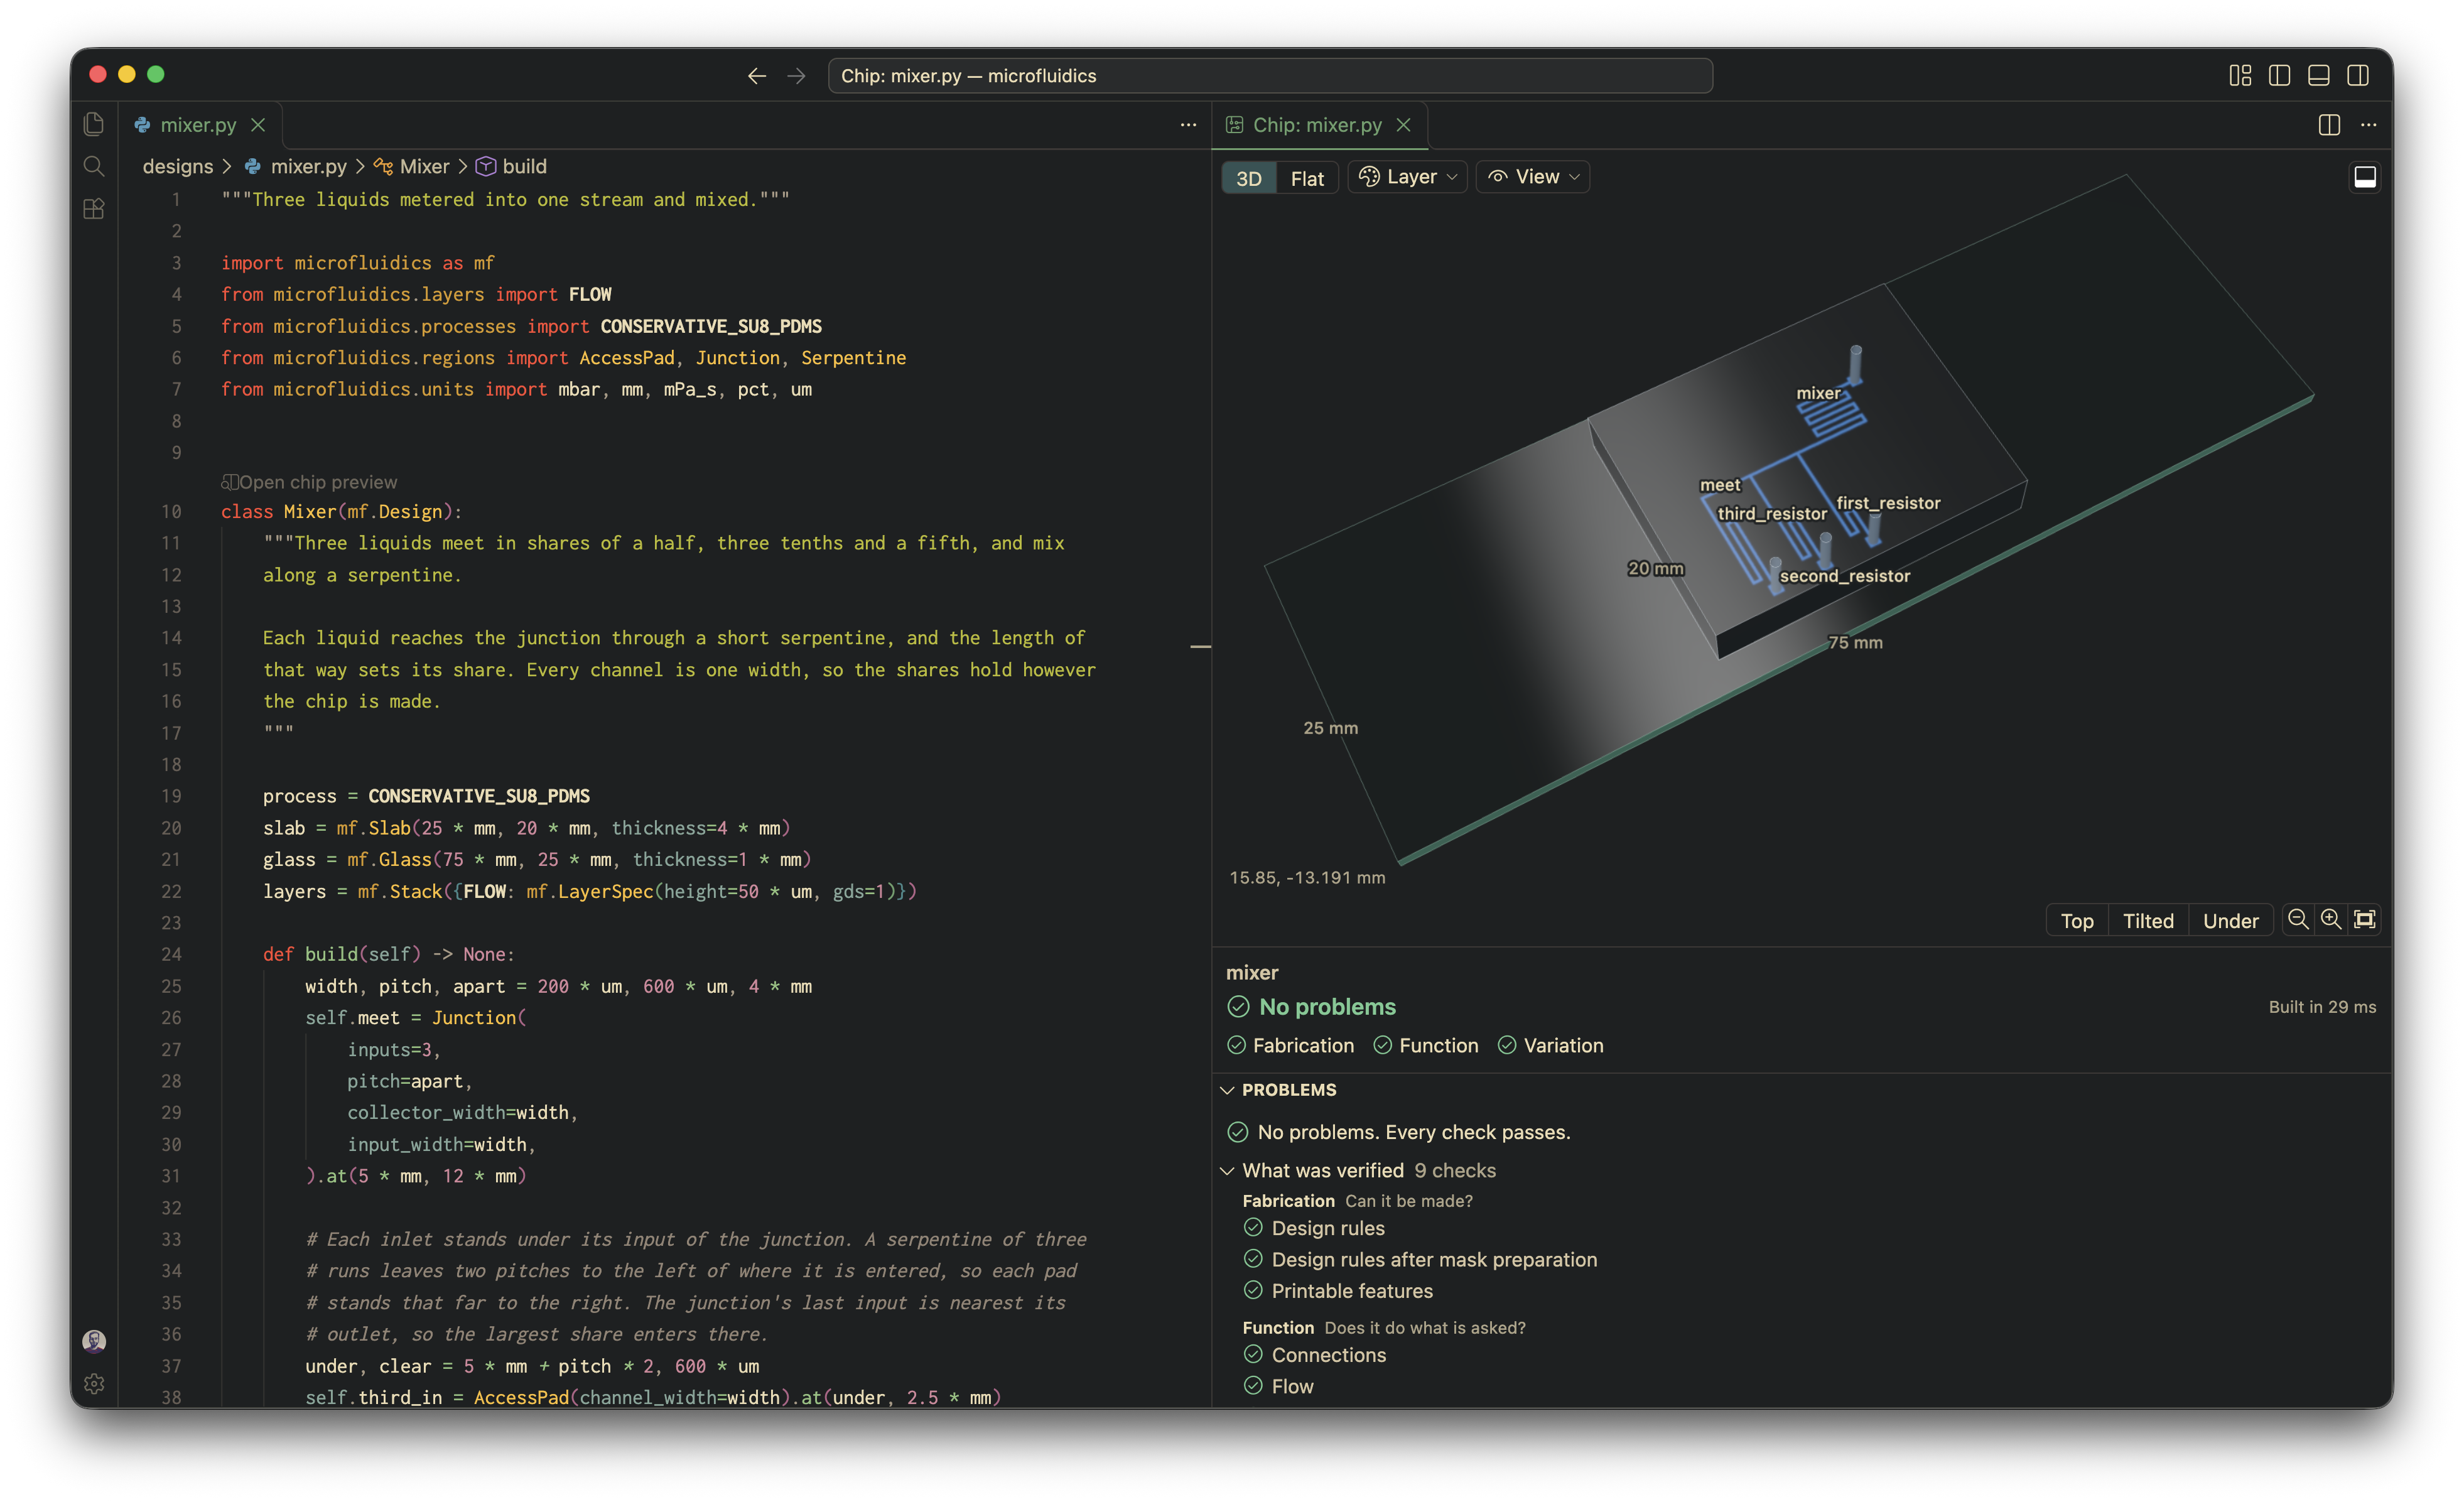 Chip: mixer.py — microfluidics
mixer.py
Chip: mixer.py
designs > mixer.py > Mixer > build
1 """Three liquids metered into one stream and mixed."""
2
3 import microfluidics as mf
4 from microfluidics.layers import FLOW
5 from microfluidics.processes import CONSERVATIVE_SU8_PDMS
6 from microfluidics.regions import AccessPad, Junction, Serpentine
7 from microfluidics.units import mbar, mm, mPa_s, pct, um
8
9
Open chip preview
10 class Mixer(mf.Design):
11     """Three liquids meet in shares of a half, three tenths and a fifth, and mix
12     along a serpentine.
13
14     Each liquid reaches the junction through a short serpentine, and the length of
15     that way sets its share. Every channel is one width, so the shares hold however
16     the chip is made.
17     """
18
19     process = CONSERVATIVE_SU8_PDMS
20     slab = mf.Slab(25 * mm, 20 * mm, thickness=4 * mm)
21     glass = mf.Glass(75 * mm, 25 * mm, thickness=1 * mm)
22     layers = mf.Stack({FLOW: mf.LayerSpec(height=50 * um, gds=1)})
23
24     def build(self) -> None:
25         width, pitch, apart = 200 * um, 600 * um, 4 * mm
26         self.meet = Junction(
27             inputs=3,
28             pitch=apart,
29             collector_width=width,
30             input_width=width,
31         ).at(5 * mm, 12 * mm)
32
33         # Each inlet stands under its input of the junction. A serpentine of three
34         # runs leaves two pitches to the left of where it is entered, so each pad
35         # stands that far to the right. The junction's last input is nearest its
36         # outlet, so the largest share enters there.
37         under, clear = 5 * mm + pitch * 2, 600 * um
38         self.third_in = AccessPad(channel_width=width).at(under, 2.5 * mm)
3D Flat Layer View
mixer
meet
first_resistor
third_resistor
20 mm
second_resistor
75 mm
25 mm
15.85, -13.191 mm
Top Tilted Under
mixer
No problems
Built in 29 ms
Fabrication Function Variation
PROBLEMS
No problems. Every check passes.
What was verified 9 checks
Fabrication Can it be made?
Design rules
Design rules after mask preparation
Printable features
Function Does it do what is asked?
Connections
Flow